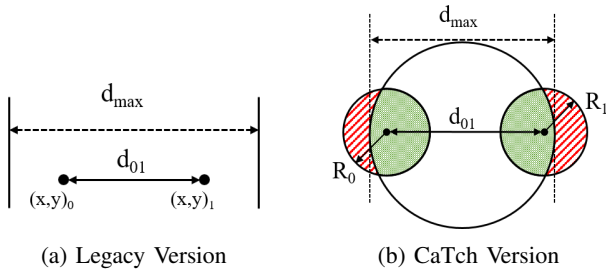 d_max
d_01
(x,y)_0
(x,y)_1
(a) Legacy Version
d_max
d_01
R_0
R_1
(b) CaTch Version